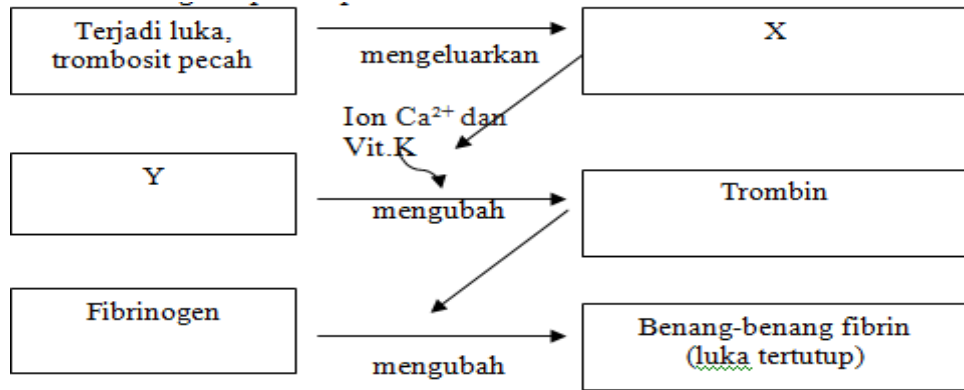 Terjadi luka,
trombosit pecah
mengeluarkan
X
Ion Ca²⁺ dan
Vit.K
Y
mengubah
Trombin
Fibrinogen
mengubah
Benang-benang fibrin
(luka tertutup)